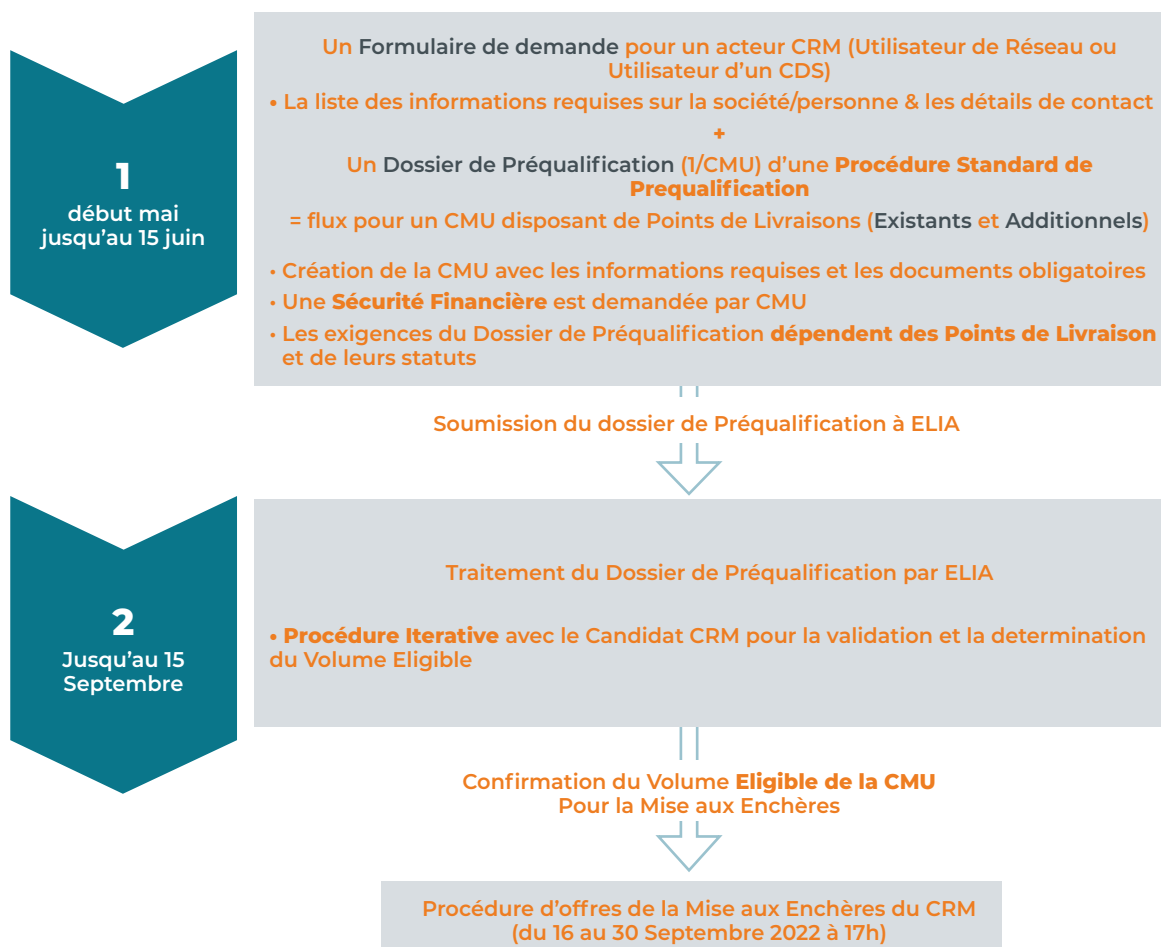 1
début mai
jusqu'au 15 juin
Un Formulaire de demande pour un acteur CRM (Utilisateur de Réseau ou
Utilisateur d'un CDS)
• La liste des informations requises sur la société/personne & les détails de contact
+
Un Dossier de Préqualification (1/CMU) d'une Procédure Standard de
Prequalification
= flux pour un CMU disposant de Points de Livraisons (Existants et Additionnels)
• Création de la CMU avec les informations requises et les documents obligatoires
• Une Sécurité Financière est demandée par CMU
• Les exigences du Dossier de Préqualification dépendent des Points de Livraison
et de leurs statuts
Soumission du dossier de Préqualification à ELIA
2
Jusqu'au 15
Septembre
Traitement du Dossier de Préqualification par ELIA
• Procédure Iterative avec le Candidat CRM pour la validation et la determination
du Volume Eligible
Confirmation du Volume Eligible de la CMU
Pour la Mise aux Enchères
Procédure d'offres de la Mise aux Enchères du CRM
(du 16 au 30 Septembre 2022 à 17h)